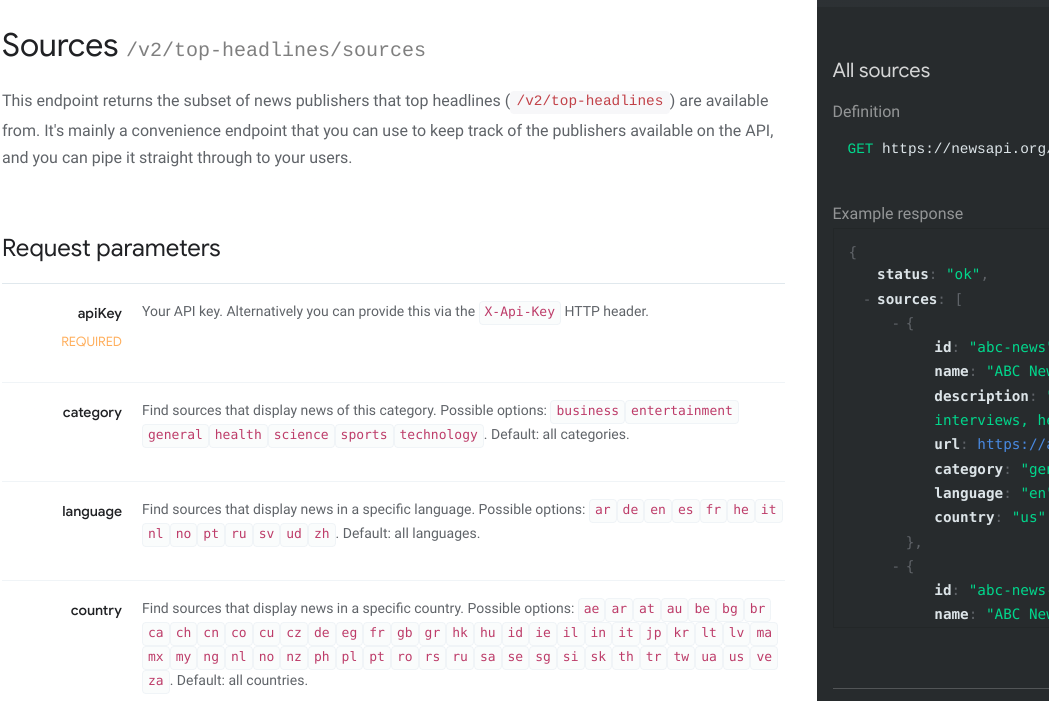 Sources /v2/top-headlines/sources
This endpoint returns the subset of news publishers that top headlines ( /v2/top-headlines ) are available
from. It's mainly a convenience endpoint that you can use to keep track of the publishers available on the API,
and you can pipe it straight through to your users.
Request parameters
apiKey
REQUIRED
Your API key. Alternatively you can provide this via the X-Api-Key HTTP header.
category
Find sources that display news of this category. Possible options: business entertainment
general health science sports technology . Default: all categories.
language
Find sources that display news in a specific language. Possible options: ar de en es fr he it
nl no pt ru sv ud zh . Default: all languages.
country
Find sources that display news in a specific country. Possible options: ae ar at au be bg br
ca ch cn co cu cz de eg fr gb gr hk hu id ie il in it jp kr lt lv ma
mx my ng nl no nz ph pl pt ro rs ru sa se sg si sk th tr tw ua us ve
za . Default: all countries.
All sources
Definition
GET https://newsapi.org/
Example response
{
status: "ok",
- sources: [
- {
id: "abc-news"
name: "ABC New
description: "
interviews, he
url: https://a
category: "gen
language: "en"
country: "us"
},
- {
id: "abc-news
name: "ABC New